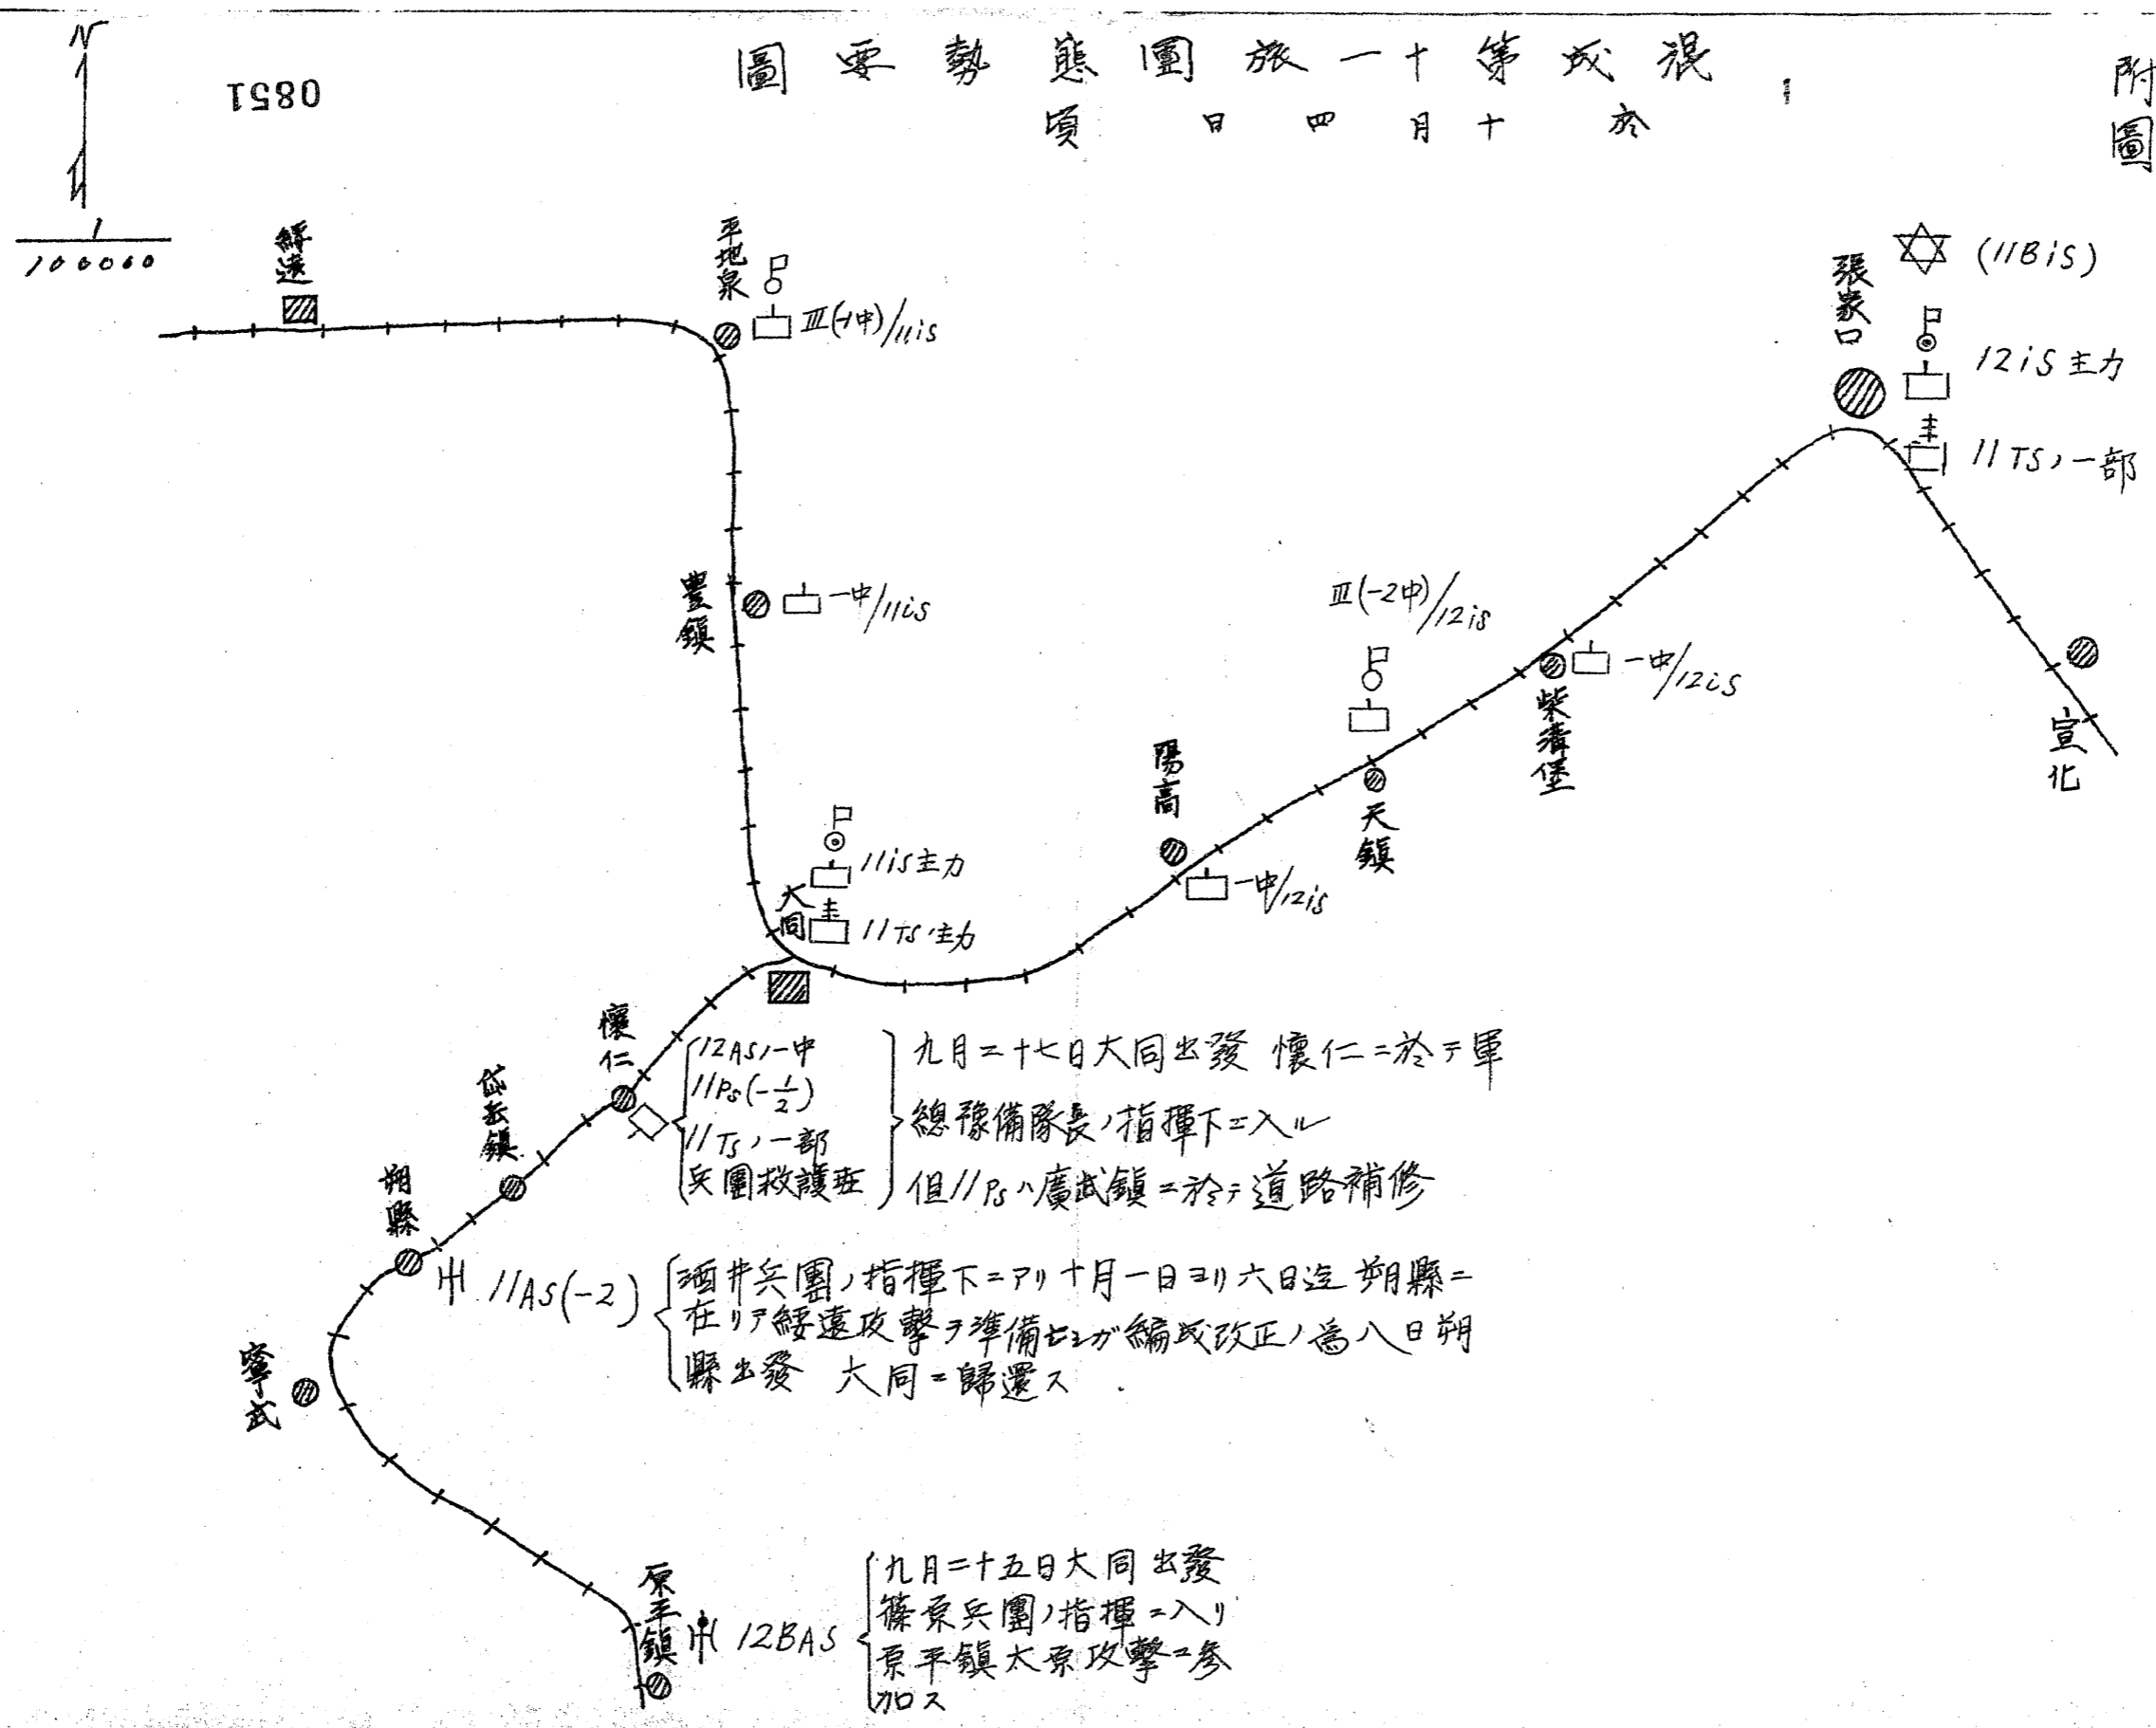 附圖
混成第十一旅團態勢要圖
於十月四日頃
0851
N
1
100000
綏遠
平地泉
III(-1中)/11is
張家口
(11Bis)
12is主力
11TSノ一部
豊鎮
一中/11is
III(-2中)/12is
天鎮
一中/12is
柴溝堡
宣化
陽高
一中/12is
大同
11is主力
11TSノ主力
懷仁
12ASノ一中
11Ps(-1/2)
11Tsノ一部
兵團救護班
九月二十七日大同出發 懷仁ニ於テ軍
總豫備隊長ノ指揮下ニ入ル
但11Psハ廣武鎮ニ於テ道路補修
岱岳鎮
朔縣
11AS(-2)
酒井兵團ノ指揮下ニアリ十月一日ヨリ六日迄 朔縣ニ
在リテ綏遠攻擊ヲ準備セシガ編成改正ノ為八日朔
縣出發 大同ニ歸還ス
寧武
原平鎮
12BAS
九月二十五日大同出發
篠原兵團ノ指揮ニ入リ
原平鎮太原攻擊ニ參
加ス